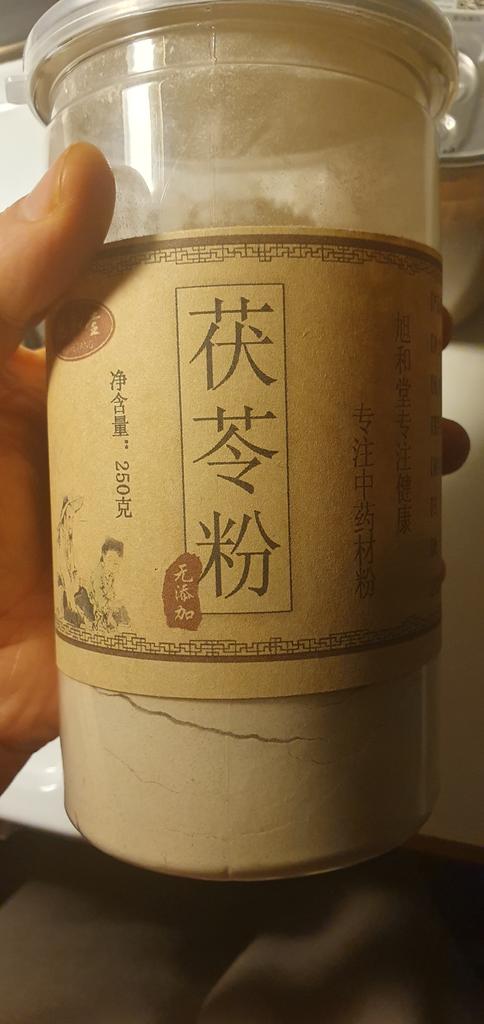 旭和堂专注健康
专注中药材粉
茯苓粉
无添加
净含量：250克